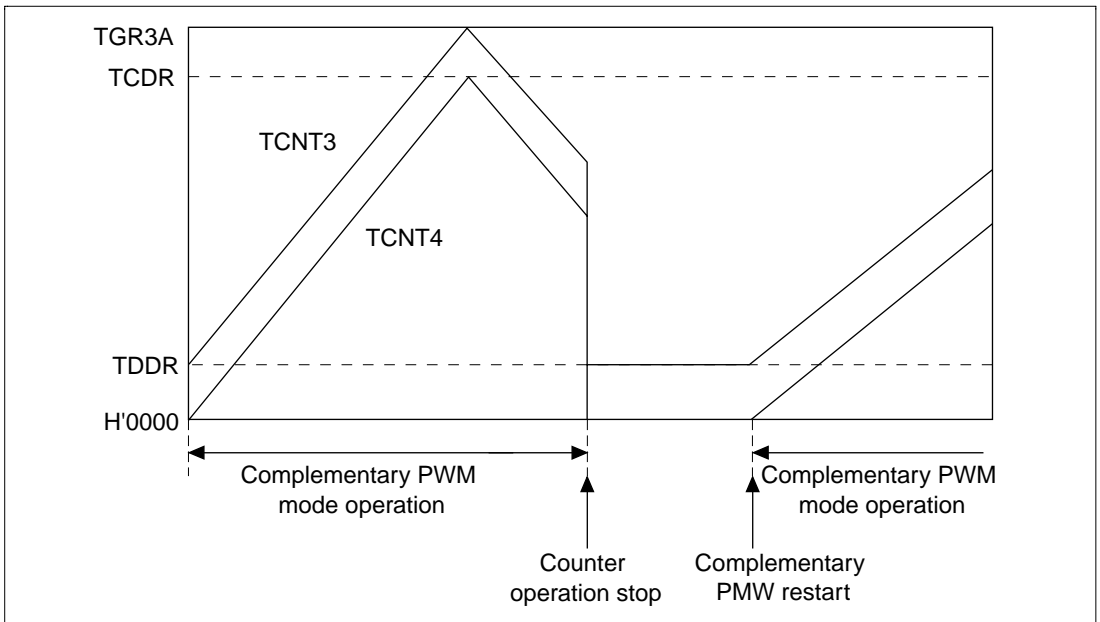 TGR3A
TCDR
TCNT3
TCNT4
TDDR
H'0000
Complementary PWM
mode operation
Complementary PWM
mode operation
Counter
operation stop
Complementary
PMW restart